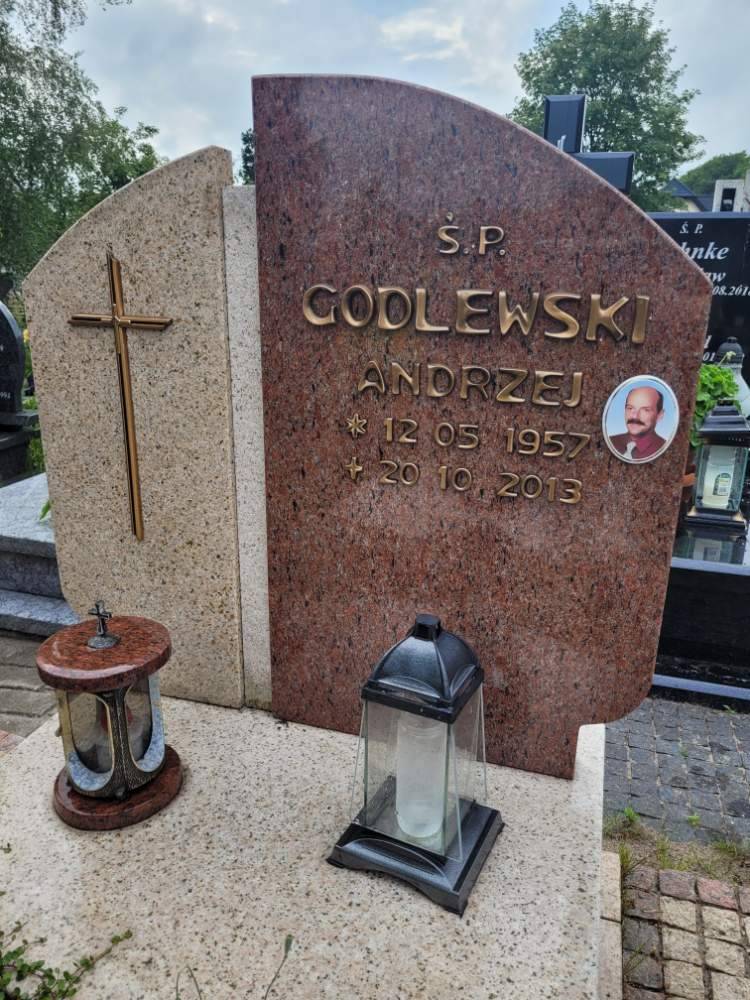 Ś.P.
GODLEWSKI
ANDRZEJ
* 12 05 1957
+ 20 10 2013
Ś. P.